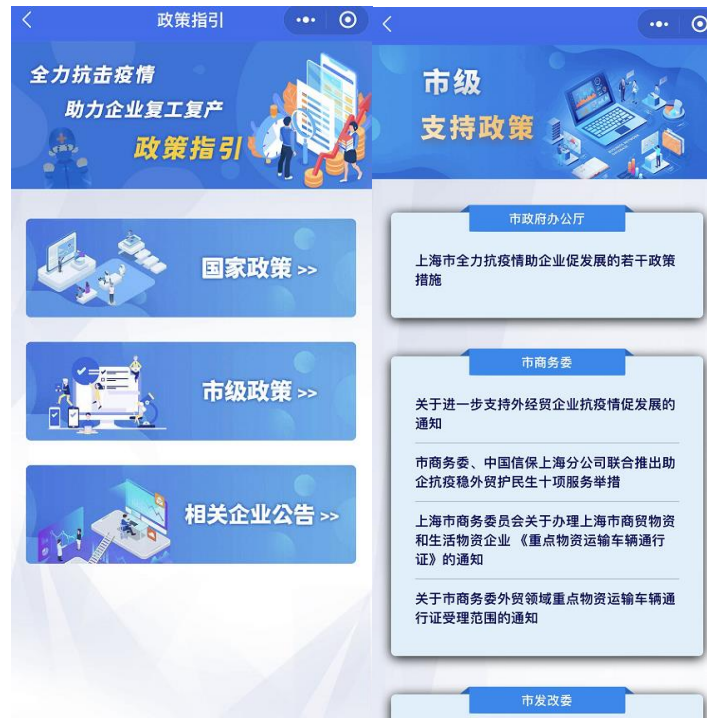 政策指引
全力抗击疫情
助力企业复工复产
政策指引
国家政策 >>
市级政策 >>
相关企业公告 >>
市级
支持政策
市政府办公厅
上海市全力抗疫情助企业促发展的若干政策
措施
市商务委
关于进一步支持外经贸企业抗疫情促发展的
通知
市商务委、中国信保上海分公司联合推出助
企抗疫稳外贸护民生十项服务举措
上海市商务委员会关于办理上海市商贸物资
和生活物资企业 《重点物资运输车辆通行
证》的通知
关于市商务委外贸领域重点物资运输车辆通
行证受理范围的通知
市发改委